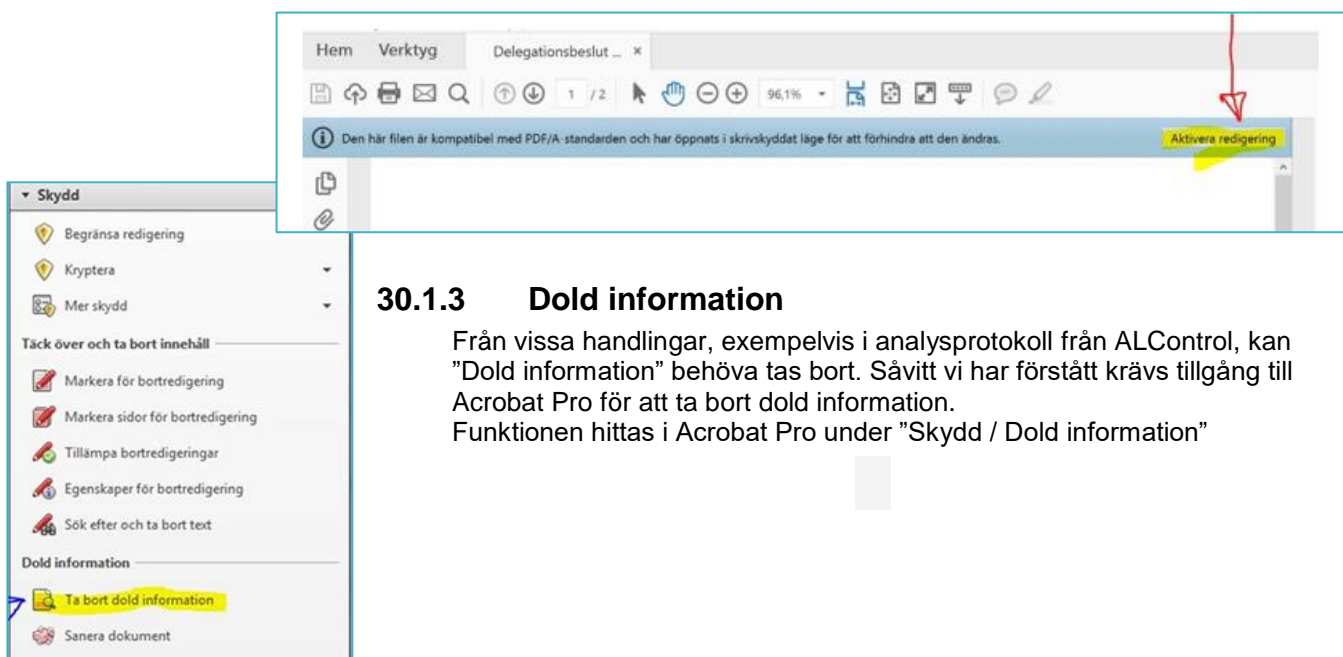 Hem Verktyg Delegationsbeslut ... ×
1 /2 96,1%
Den här filen är kompatibel med PDF/A-standarden och har öppnats i skrivskyddat läge för att förhindra att den ändras. Aktivera redigering
Skydd
Begränsa redigering
Kryptera
Mer skydd
Täck över och ta bort innehåll
Markera för bortredigering
Markera sidor för bortredigering
Tillämpa bortredigeringar
Egenskaper för bortredigering
Sök efter och ta bort text
Dold information
Ta bort dold information
Sanera dokument
30.1.3 Dold information
Från vissa handlingar, exempelvis i analysprotokoll från ALControl, kan
”Dold information” behöva tas bort. Såvitt vi har förstått krävs tillgång till
Acrobat Pro för att ta bort dold information.
Funktionen hittas i Acrobat Pro under ”Skydd / Dold information”